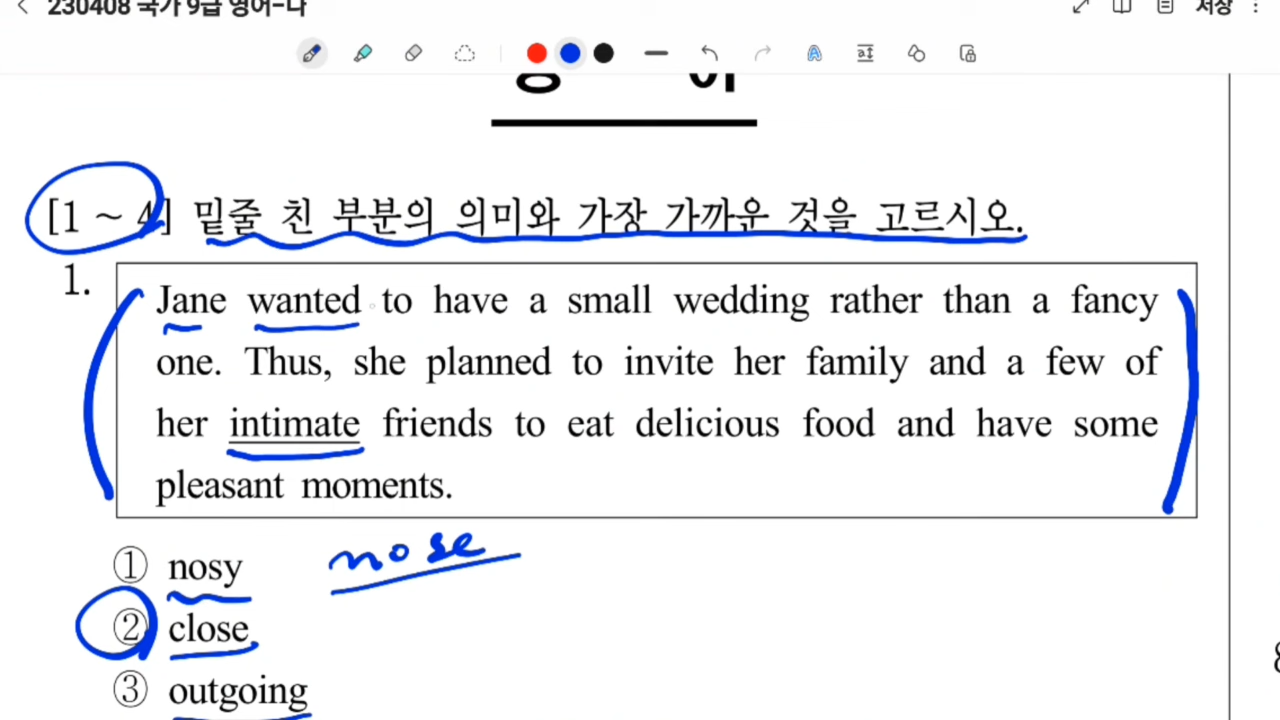 230408 국가 9급 영어-나
저장
영 어
[1 ~ 4] 밑줄 친 부분의 의미와 가장 가까운 것을 고르시오.
1.
Jane wanted to have a small wedding rather than a fancy
one. Thus, she planned to invite her family and a few of
her intimate friends to eat delicious food and have some
pleasant moments.
① nosy
nose
② close
③ outgoing